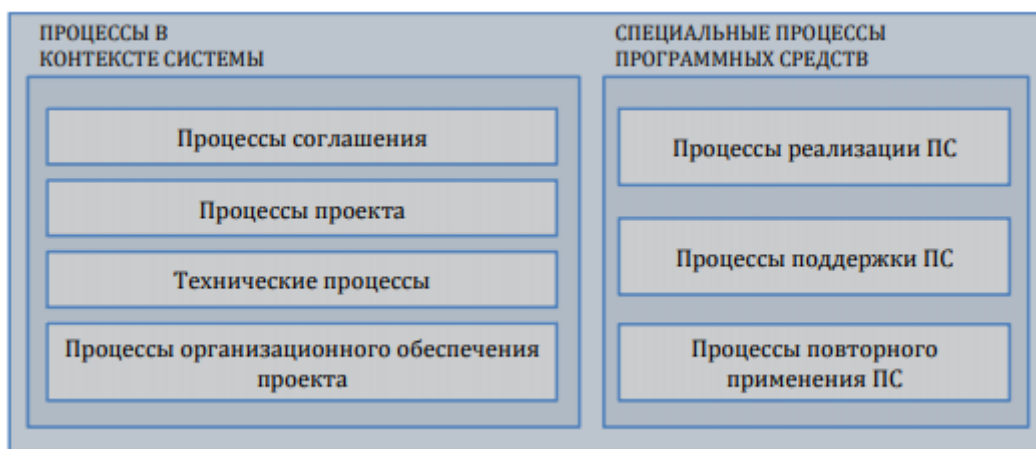 ПРОЦЕССЫ В
КОНТЕКСТЕ СИСТЕМЫ
Процессы соглашения
Процессы проекта
Технические процессы
Процессы организационного обеспечения
проекта
СПЕЦИАЛЬНЫЕ ПРОЦЕССЫ
ПРОГРАММНЫХ СРЕДСТВ
Процессы реализации ПС
Процессы поддержки ПС
Процессы повторного
применения ПС